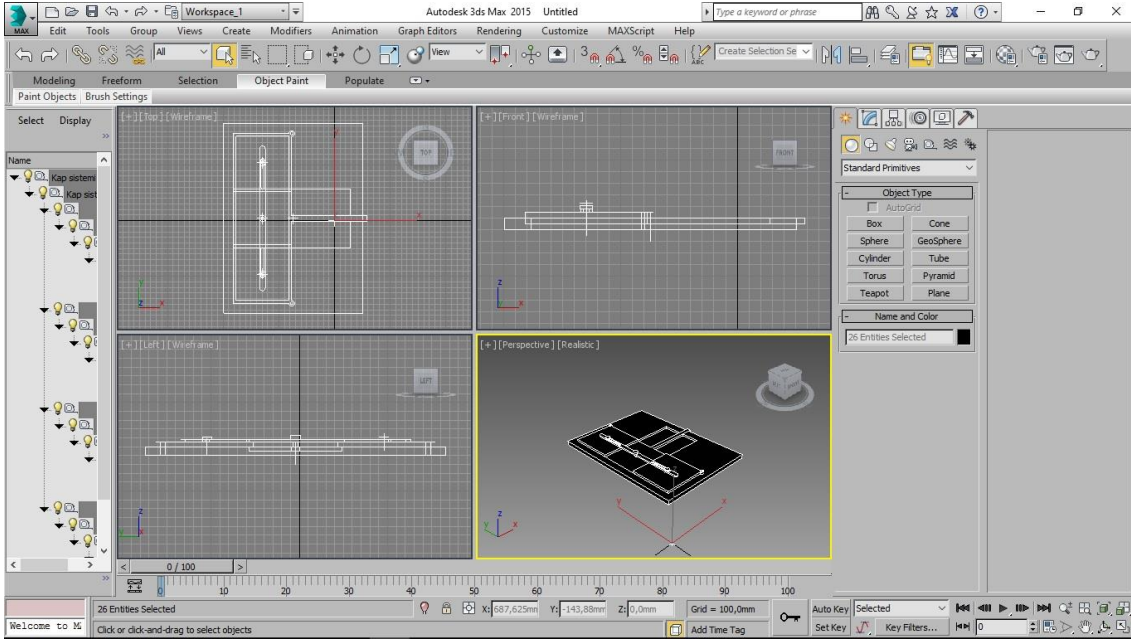 Workspace_1
Autodesk 3ds Max 2015 Untitled
Type a keyword or phrase
MAX
Edit Tools Group Views Create Modifiers Animation Graph Editors Rendering Customize MAXScript Help
All
View
3
Create Selection Se
Modeling Freeform Selection Object Paint Populate
Paint Objects Brush Settings
Select Display
Name
Kap sistemi
Kap sist
[+][Top][Wireframe]
TOP
[+][Front][Wireframe]
FRONT
[+][Left][Wireframe]
LEFT
[+][Perspective][Realistic]
Standard Primitives
- Object Type
AutoGrid
Box Cone
Sphere GeoSphere
Cylinder Tube
Torus Pyramid
Teapot Plane
- Name and Color
26 Entities Selected
< 0 / 100 >
0 10 20 30 40 50 60 70 80 90 100
26 Entities Selected
X: 687,625mm Y: -143,88mm Z: 0,0mm
Grid = 100,0mm
Auto Key Selected
Welcome to M
Click or click-and-drag to select objects
Add Time Tag
Set Key Key Filters...
0